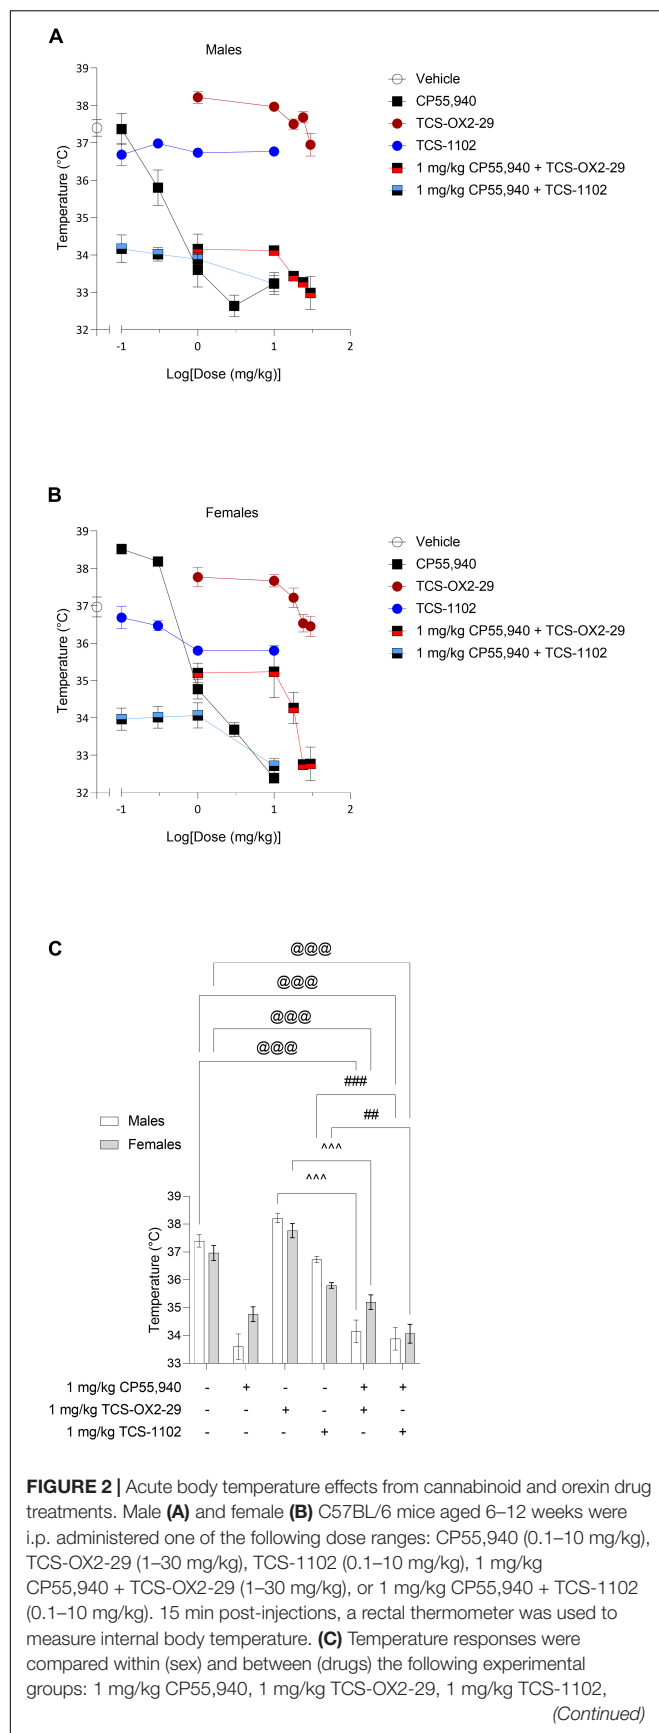 A
Males
39
38
37
36
35
34
33
32
Temperature (°C)
-1
0
1
2
Log[Dose (mg/kg)]
Vehicle
CP55,940
TCS-OX2-29
TCS-1102
1 mg/kg CP55,940 + TCS-OX2-29
1 mg/kg CP55,940 + TCS-1102
B
Females
39
38
37
36
35
34
33
32
Temperature (°C)
-1
0
1
2
Log[Dose (mg/kg)]
Vehicle
CP55,940
TCS-OX2-29
TCS-1102
1 mg/kg CP55,940 + TCS-OX2-29
1 mg/kg CP55,940 + TCS-1102
C
@@@
@@@
@@@
@@@
###
##
^^^
^^^
Males
Females
39
38
37
36
35
34
33
Temperature (°C)
1 mg/kg CP55,940 - + - - + +
1 mg/kg TCS-OX2-29 - - + - + -
1 mg/kg TCS-1102 - - - + - +
FIGURE 2 | Acute body temperature effects from cannabinoid and orexin drug
treatments. Male (A) and female (B) C57BL/6 mice aged 6–12 weeks were
i.p. administered one of the following dose ranges: CP55,940 (0.1–10 mg/kg),
TCS-OX2-29 (1–30 mg/kg), TCS-1102 (0.1–10 mg/kg), 1 mg/kg
CP55,940 + TCS-OX2-29 (1–30 mg/kg), or 1 mg/kg CP55,940 + TCS-1102
(0.1–10 mg/kg). 15 min post-injections, a rectal thermometer was used to
measure internal body temperature. (C) Temperature responses were
compared within (sex) and between (drugs) the following experimental
groups: 1 mg/kg CP55,940, 1 mg/kg TCS-OX2-29, 1 mg/kg TCS-1102,
(Continued)